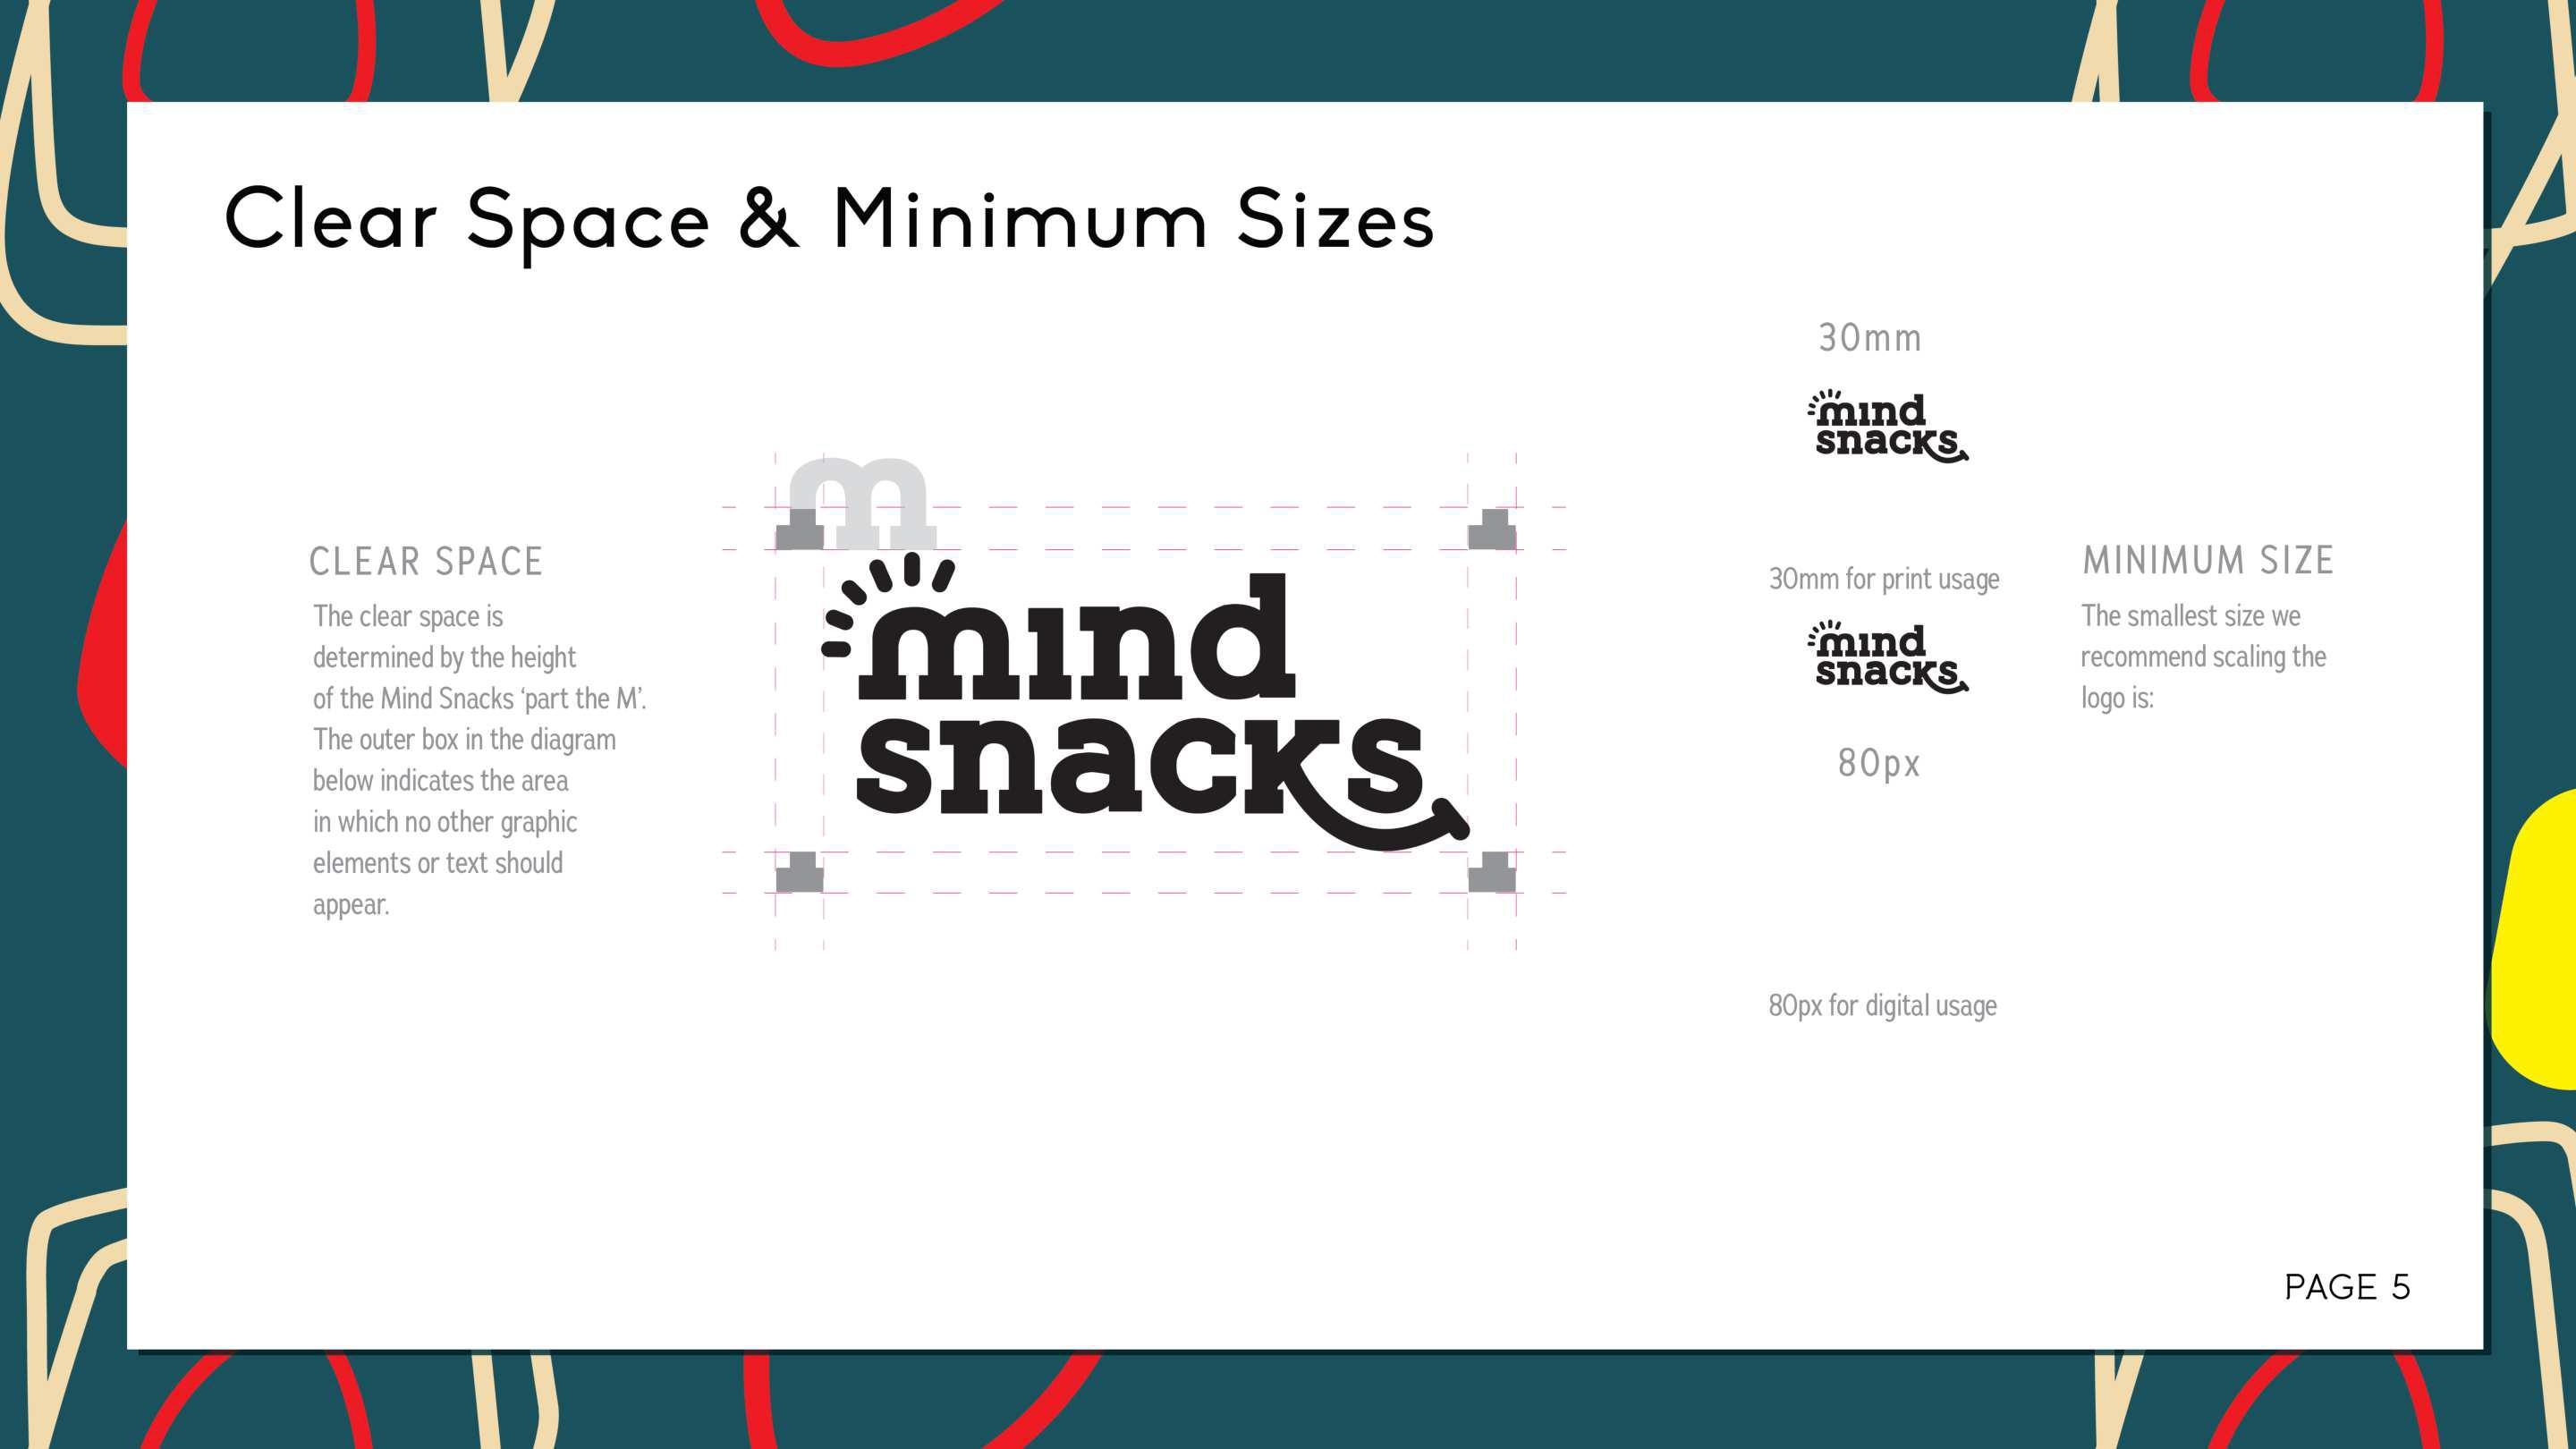 Clear Space & Minimum Sizes
CLEAR SPACE
The clear space is
determined by the height
of the Mind Snacks ‘part the M’.
The outer box in the diagram
below indicates the area
in which no other graphic
elements or text should
appear.
m
mind
snacks
30mm
mind
snacks
30mm for print usage
mind
snacks
80px
80px for digital usage
MINIMUM SIZE
The smallest size we
recommend scaling the
logo is:
PAGE 5